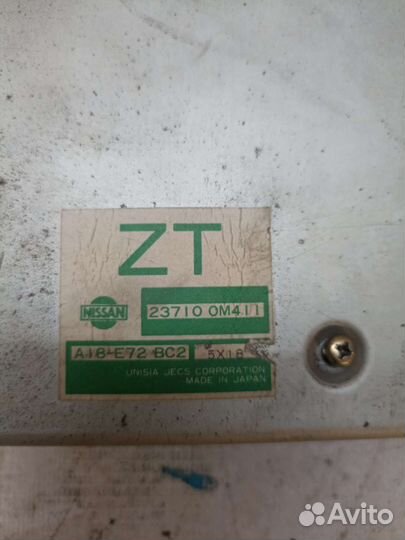 ZT
NISSAN
23710 0M411
A18-E72 BC2 5X18
UNISIA JECS CORPORATION
MADE IN JAPAN
Avito